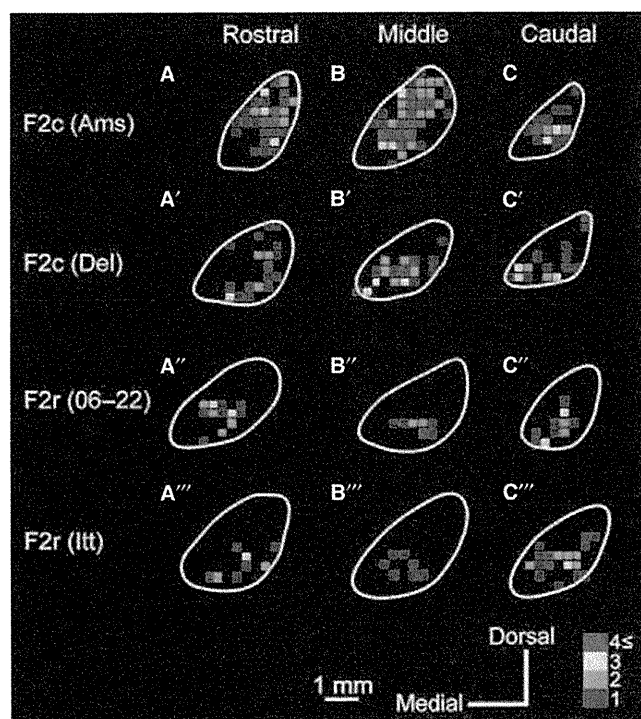 Rostral Middle Caudal
A B C
F2c (Ams)
A′ B′ C′
F2c (Del)
A″ B″ C″
F2r (06–22)
A‴ B‴ C‴
F2r (Itt)
Dorsal
Medial
1 mm
4≤
3
2
1